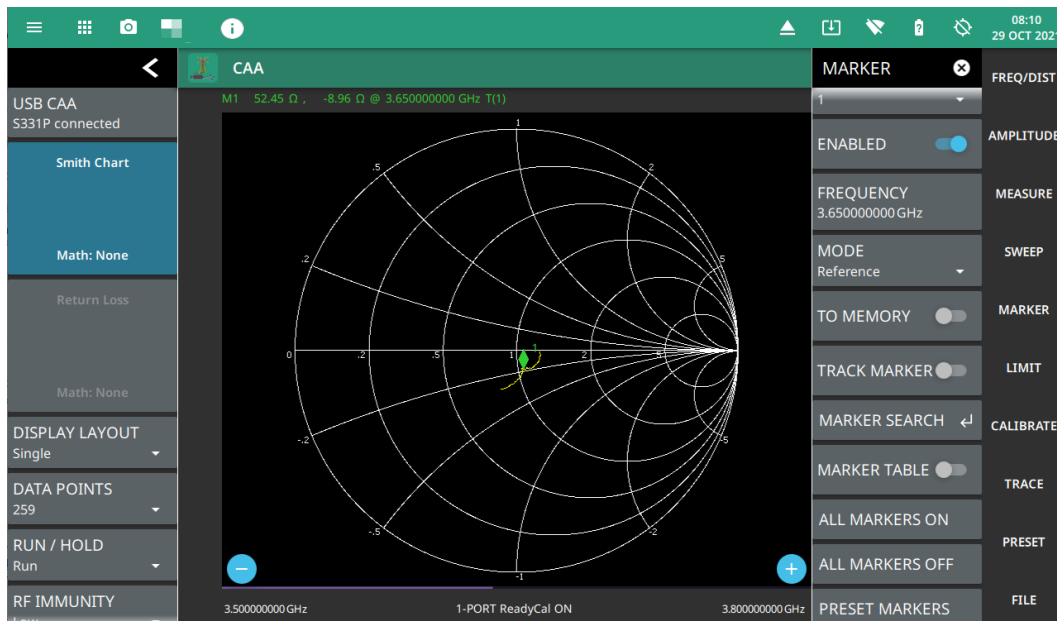 08:10
29 OCT 2021
CAA
USB CAA
S331P connected
Smith Chart
Math: None
Return Loss
Math: None
DISPLAY LAYOUT
Single
DATA POINTS
259
RUN / HOLD
Run
RF IMMUNITY
Low
M1 52.45 Ω , -8.96 Ω @ 3.650000000 GHz T(1)
1
.5
2
.2
5
0
.2
.5
1
1
2
5
-.2
-5
-.5
-2
-1
3.500000000 GHz
1-PORT ReadyCal ON
3.800000000 GHz
MARKER
1
ENABLED
FREQUENCY
3.650000000 GHz
MODE
Reference
TO MEMORY
TRACK MARKER
MARKER SEARCH
MARKER TABLE
ALL MARKERS ON
ALL MARKERS OFF
PRESET MARKERS
FREQ/DIST
AMPLITUDE
MEASURE
SWEEP
MARKER
LIMIT
CALIBRATE
TRACE
PRESET
FILE